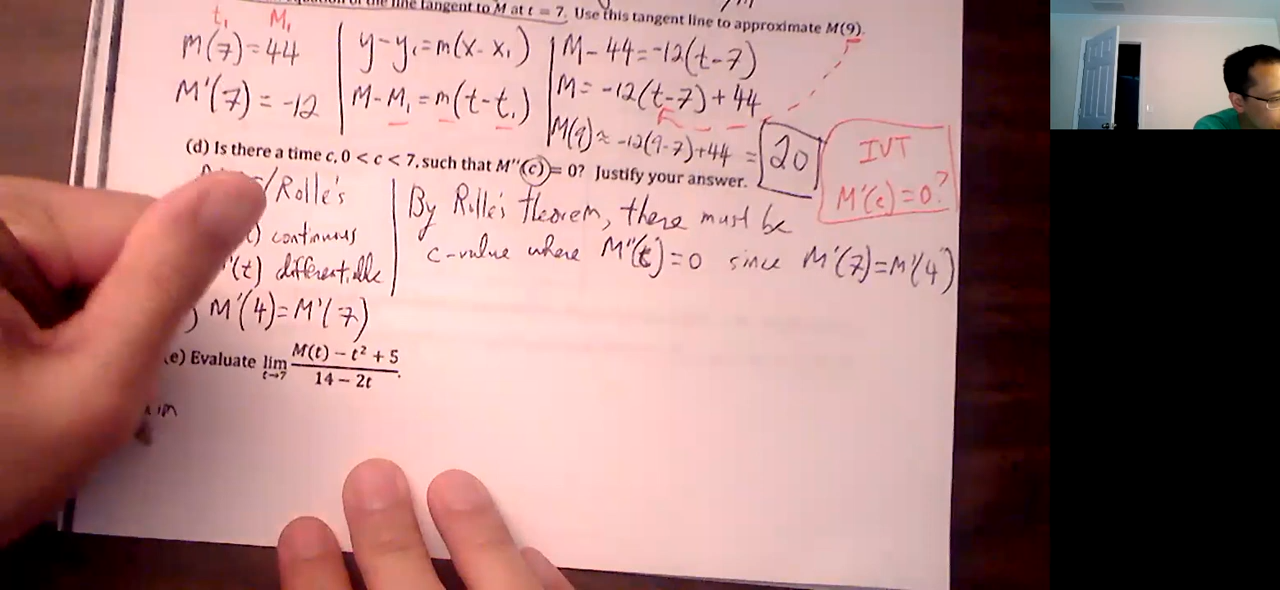 of the line tangent to M at t = 7. Use this tangent line to approximate M(9).
t₁ M₁
M(7) = 44
M'(7) = -12
y - y₁ = m(x - x₁)
M - M₁ = m(t - t₁)
M - 44 = -12(t - 7)
M = -12(t - 7) + 44
M(9) ≈ -12(9 - 7) + 44 = 20
IVT
M'(c) = 0?
(d) Is there a time c, 0 < c < 7, such that M''(c) = 0? Justify your answer.
/Rolle's
continuous
'(t) differentiable
M'(4) = M'(7)
By Rolle's theorem, there must be
c-value where M''(t) = 0 since M'(7) = M'(4)
(e) Evaluate lim t→7 M(t) - t² + 5 / 14 - 2t .